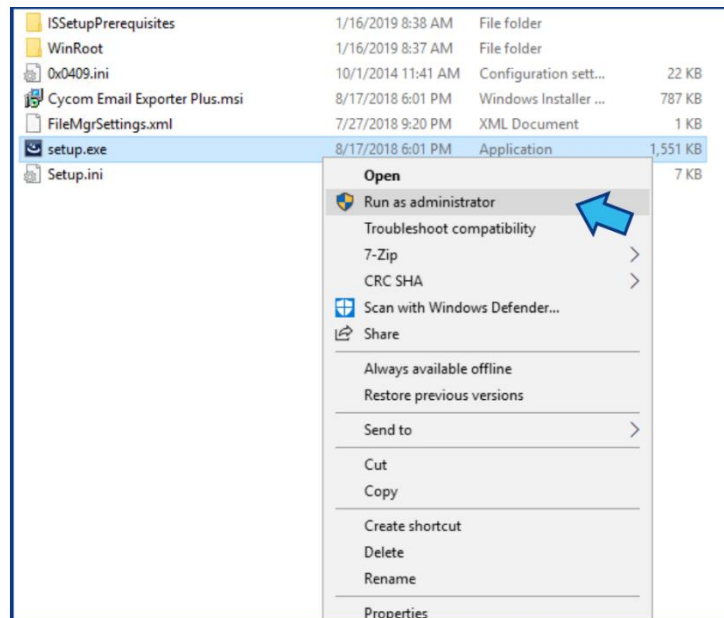 ISSetupPrerequisites 1/16/2019 8:38 AM File folder
WinRoot 1/16/2019 8:37 AM File folder
0x0409.ini 10/1/2014 11:41 AM Configuration sett... 22 KB
Cycom Email Exporter Plus.msi 8/17/2018 6:01 PM Windows Installer ... 787 KB
FileMgrSettings.xml 7/27/2018 9:20 PM XML Document 1 KB
setup.exe 8/17/2018 6:01 PM Application 1,551 KB
Setup.ini 7 KB
Open
Run as administrator
Troubleshoot compatibility
7-Zip
CRC SHA
Scan with Windows Defender...
Share
Always available offline
Restore previous versions
Send to
Cut
Copy
Create shortcut
Delete
Rename
Properties